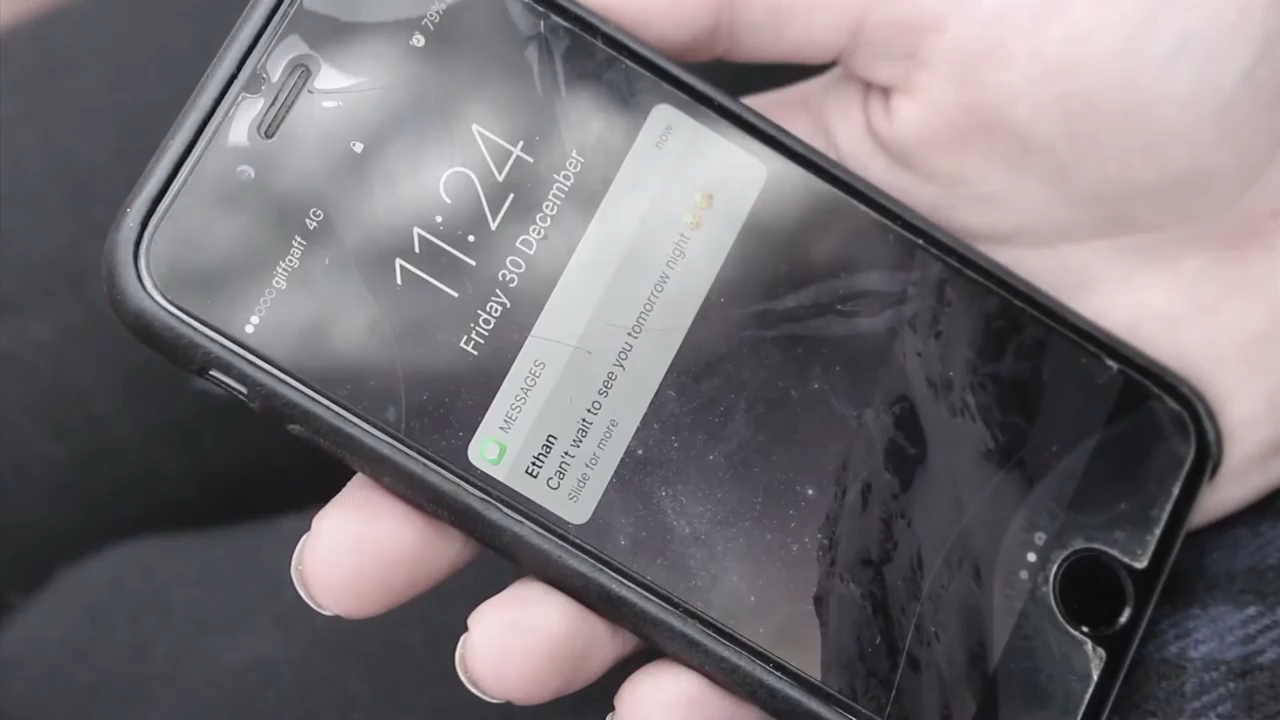 ●●○○○ giffgaff 4G 79%
11:24
Friday 30 December
MESSAGES now
Ethan
Can't wait to see you tomorrow night
Slide for more